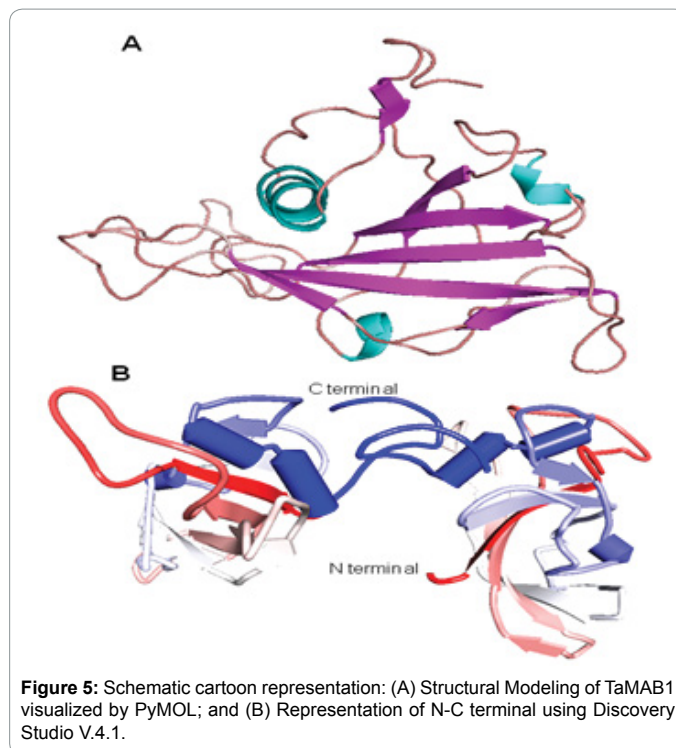 A
B
C terminal
N terminal
Figure 5: Schematic cartoon representation: (A) Structural Modeling of TaMAB1
visualized by PyMOL; and (B) Representation of N-C terminal using Discovery
Studio V.4.1.